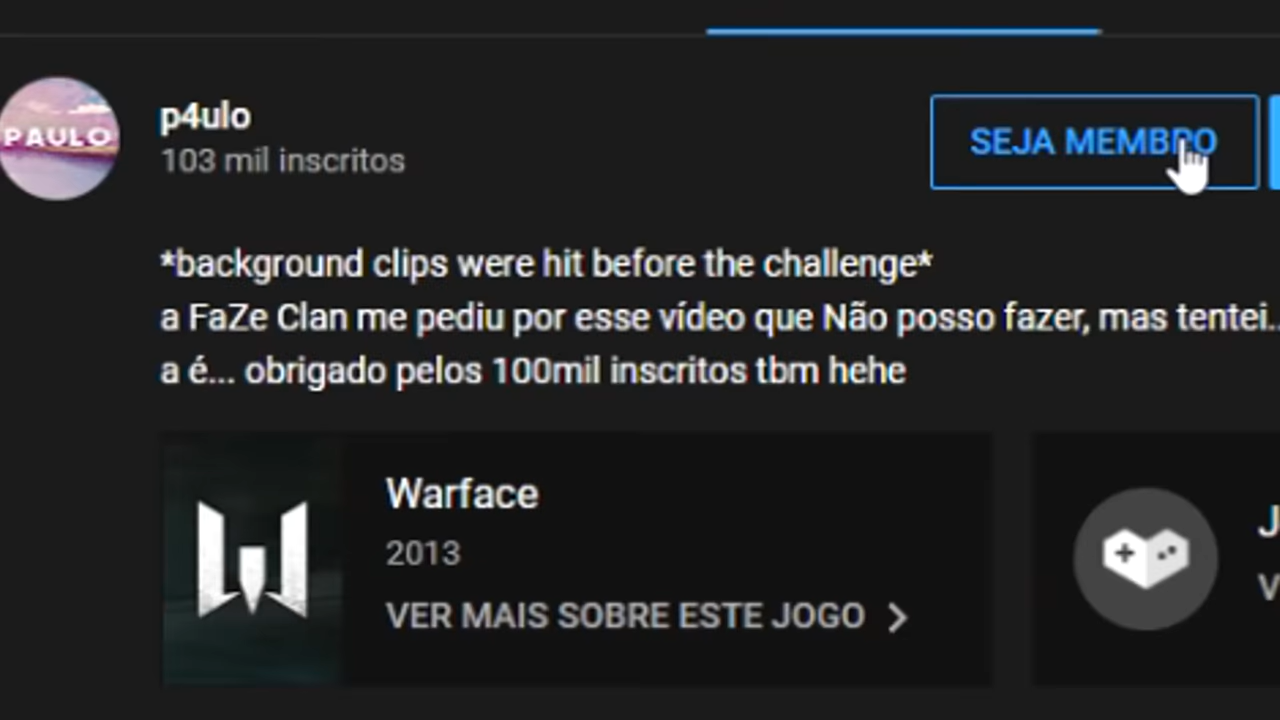 PAULO
p4ulo
103 mil inscritos
SEJA MEMBRO
*background clips were hit before the challenge*
a FaZe Clan me pediu por esse vídeo que Não posso fazer, mas tentei..
a é... obrigado pelos 100mil inscritos tbm hehe
Warface
2013
VER MAIS SOBRE ESTE JOGO
J
V